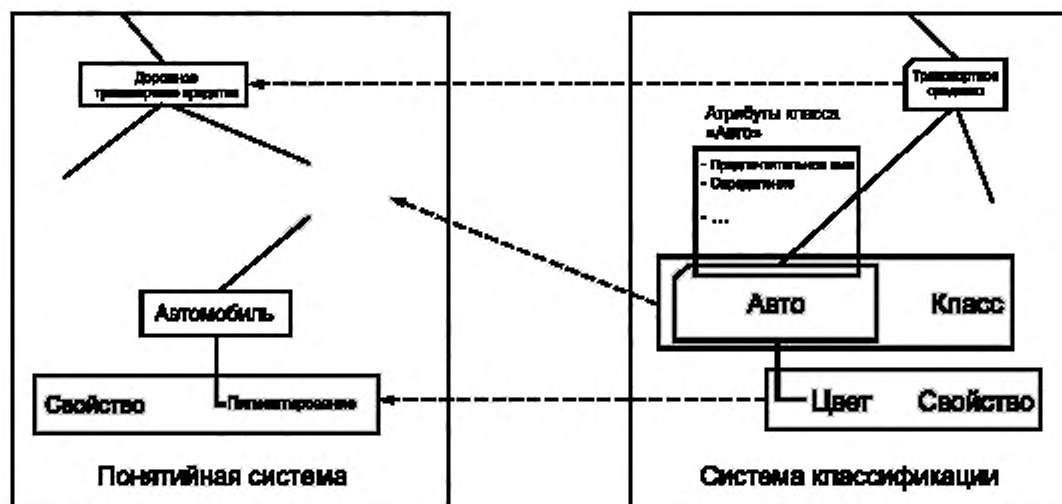 Дорожное
транспортное средство
Автомобиль
Свойство
Пигментирование
Понятийная система
Транспортное
средство
Атрибуты класса
«Авто»
- Предпочтительное имя
- Определение
- ...
Авто
Класс
Цвет
Свойство
Система классификации